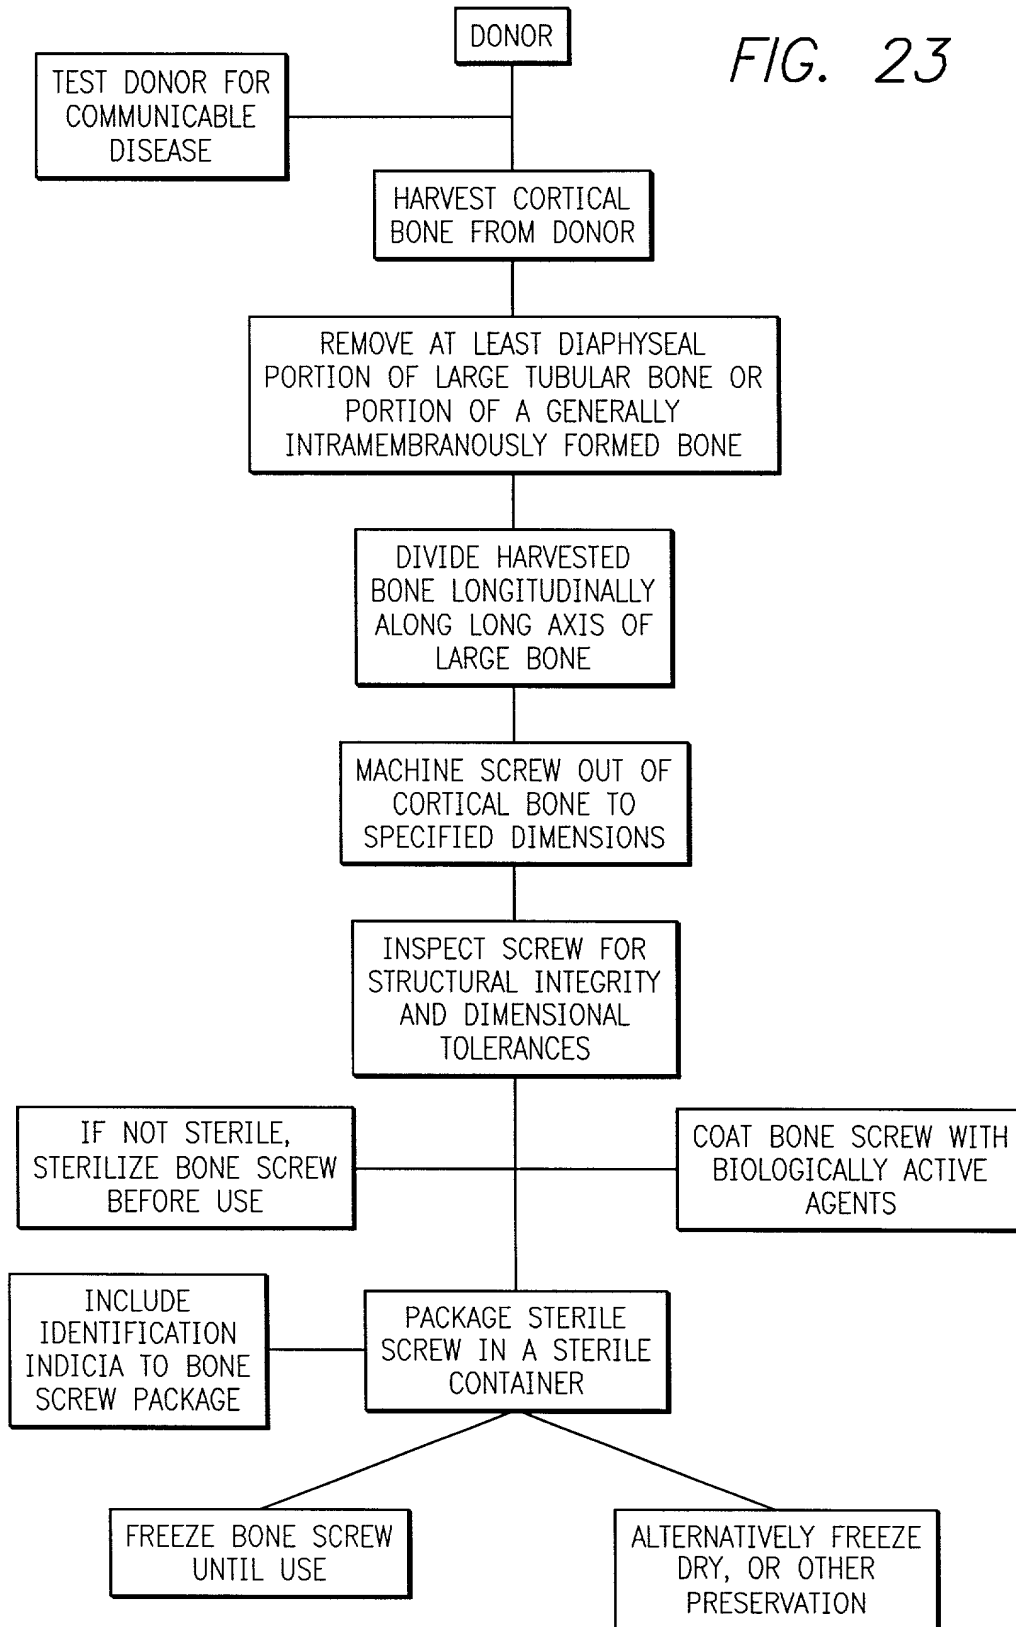 DONOR
FIG. 23
TEST DONOR FOR
COMMUNICABLE
DISEASE
HARVEST CORTICAL
BONE FROM DONOR
REMOVE AT LEAST DIAPHYSEAL
PORTION OF LARGE TUBULAR BONE OR
PORTION OF A GENERALLY
INTRAMEMBRANOUSLY FORMED BONE
DIVIDE HARVESTED
BONE LONGITUDINALLY
ALONG LONG AXIS OF
LARGE BONE
MACHINE SCREW OUT OF
CORTICAL BONE TO
SPECIFIED DIMENSIONS
INSPECT SCREW FOR
STRUCTURAL INTEGRITY
AND DIMENSIONAL
TOLERANCES
IF NOT STERILE,
STERILIZE BONE SCREW
BEFORE USE
COAT BONE SCREW WITH
BIOLOGICALLY ACTIVE
AGENTS
INCLUDE
IDENTIFICATION
INDICIA TO BONE
SCREW PACKAGE
PACKAGE STERILE
SCREW IN A STERILE
CONTAINER
FREEZE BONE SCREW
UNTIL USE
ALTERNATIVELY FREEZE
DRY, OR OTHER
PRESERVATION